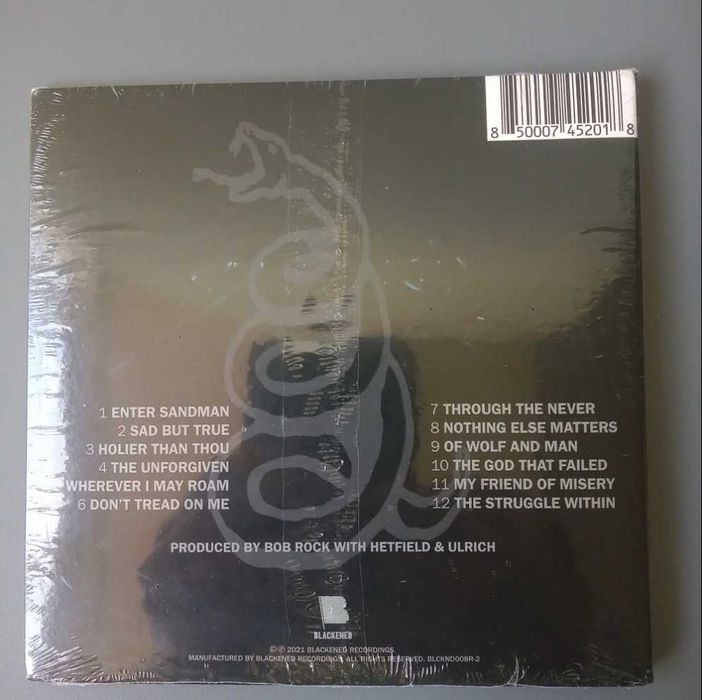 8 50007 45201 8
1 ENTER SANDMAN
2 SAD BUT TRUE
3 HOLIER THAN THOU
4 THE UNFORGIVEN
WHEREVER I MAY ROAM
6 DON'T TREAD ON ME
7 THROUGH THE NEVER
8 NOTHING ELSE MATTERS
9 OF WOLF AND MAN
10 THE GOD THAT FAILED
11 MY FRIEND OF MISERY
12 THE STRUGGLE WITHIN
PRODUCED BY BOB ROCK WITH HETFIELD & ULRICH
B
BLACKENED
©℗ 2021 BLACKENED RECORDINGS.
MANUFACTURED BY BLACKENED RECORDINGS. ALL RIGHTS RESERVED. BLCKND008R-2